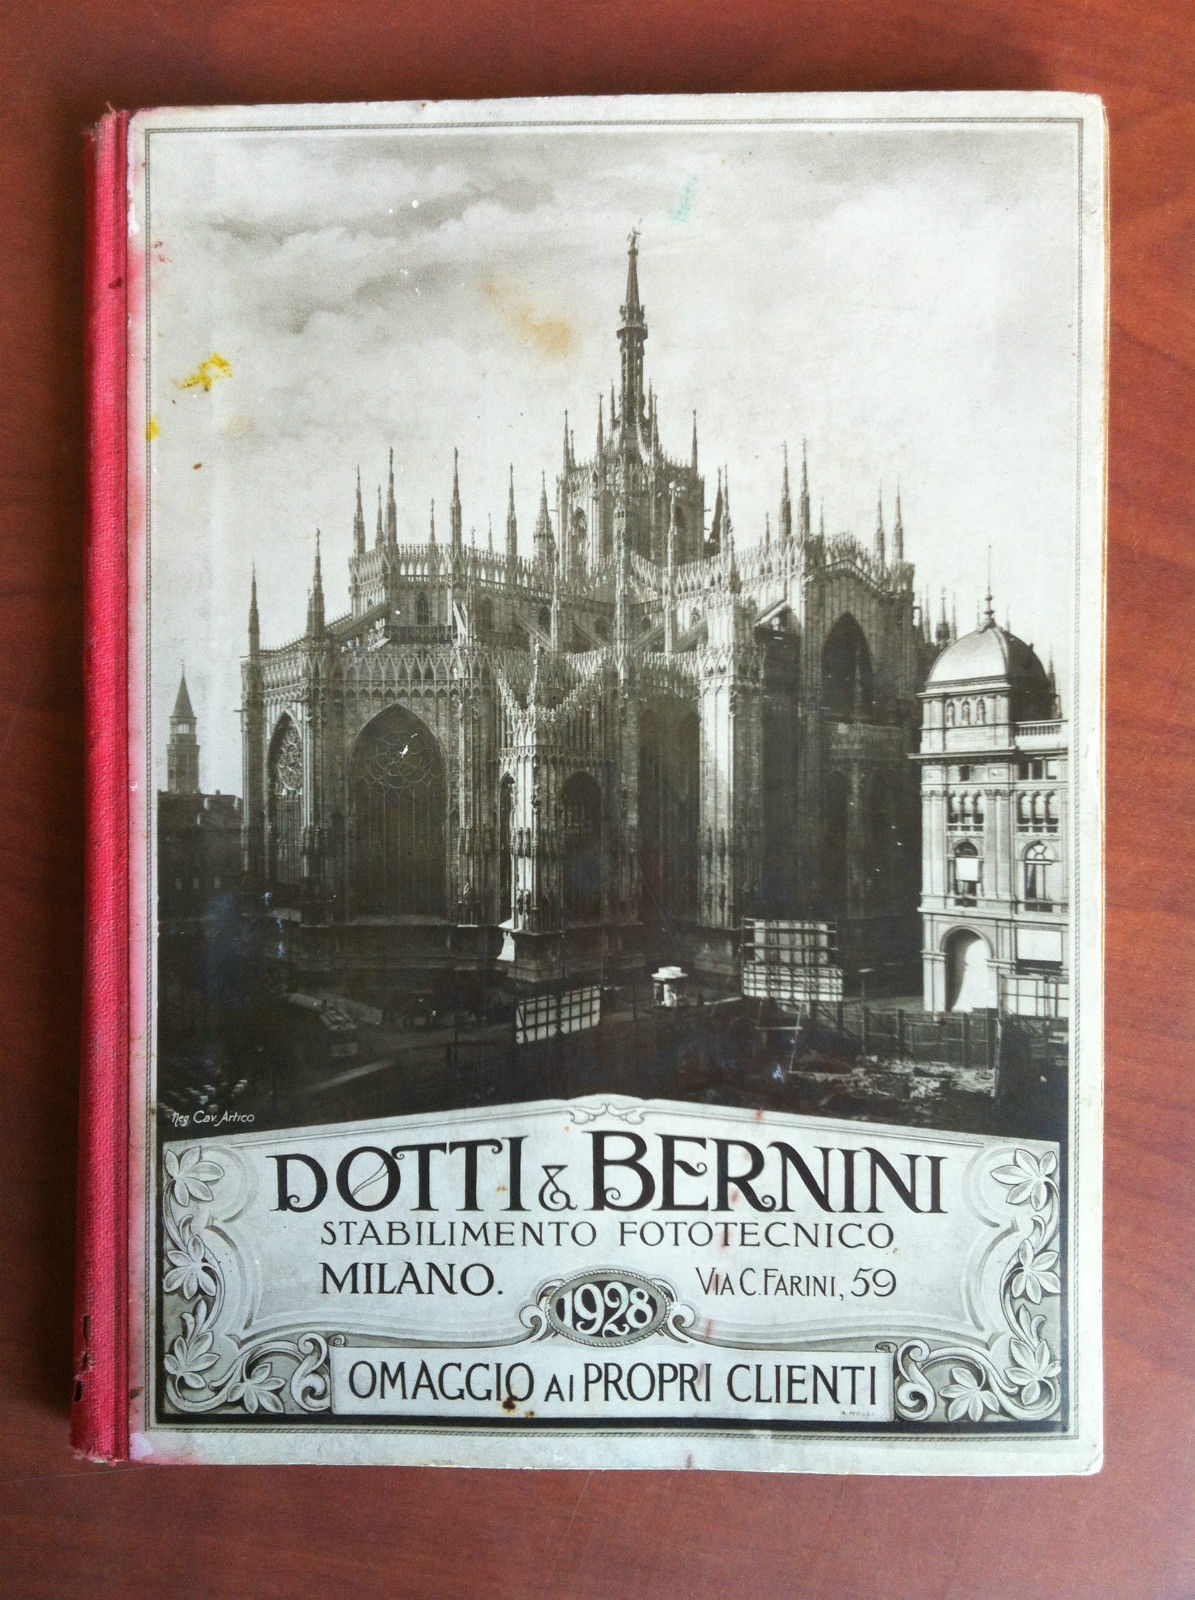 Neg. Cav. Artico
DOTTI & BERNINI
STABILIMENTO FOTOTECNICO
MILANO. VIA C. FARINI, 59
1928
OMAGGIO AI PROPRI CLIENTI